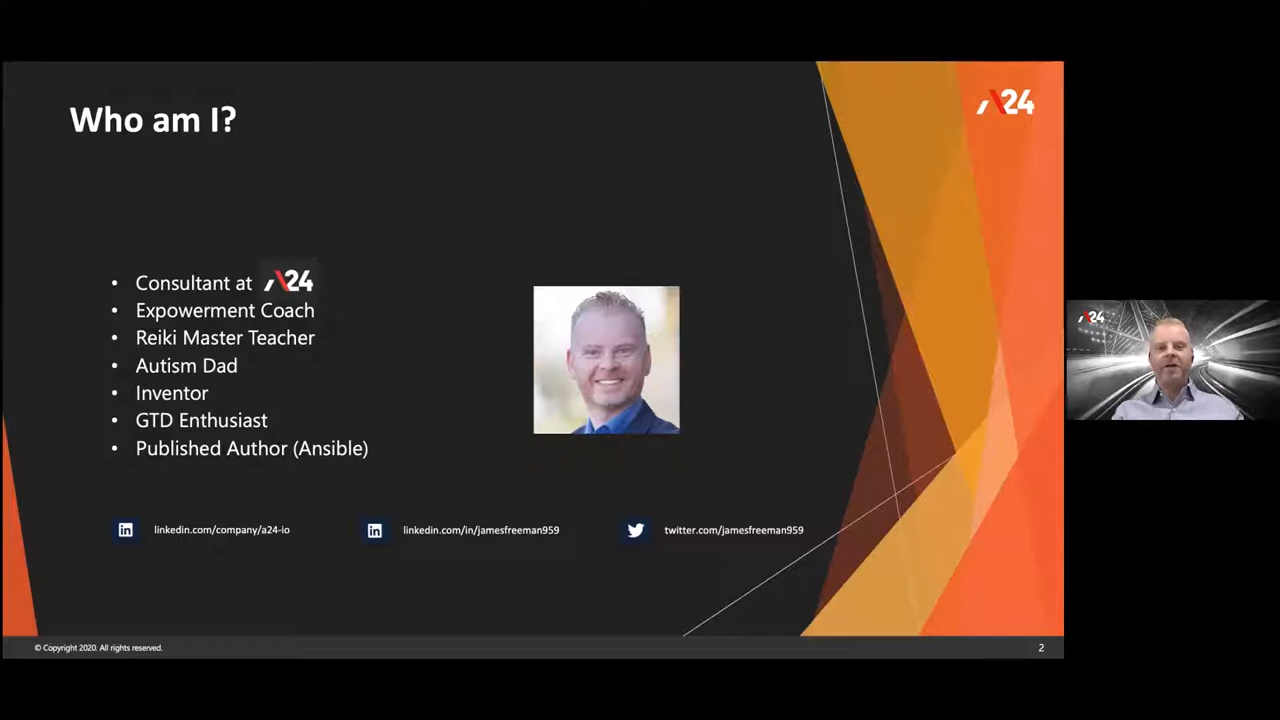 Who am I?
A24
• Consultant at A24
• Expowerment Coach
• Reiki Master Teacher
• Autism Dad
• Inventor
• GTD Enthusiast
• Published Author (Ansible)
A24
in linkedin.com/company/a24-io
in linkedin.com/in/jamesfreeman959
twitter.com/jamesfreeman959
© Copyright 2020. All rights reserved.
2